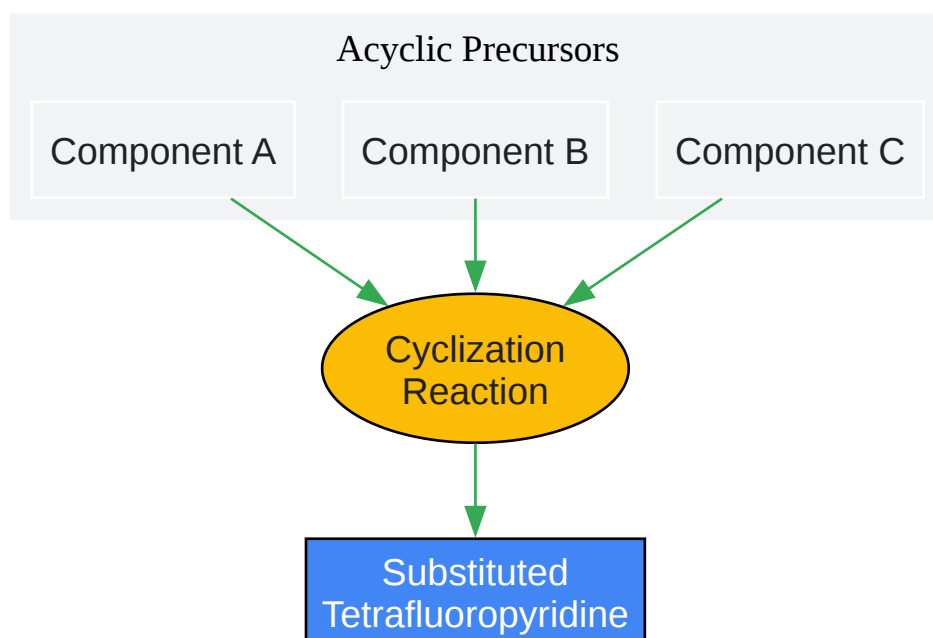 Acyclic Precursors
Component A
Component B
Component C
Cyclization
Reaction
Substituted
Tetrafluoropyridine